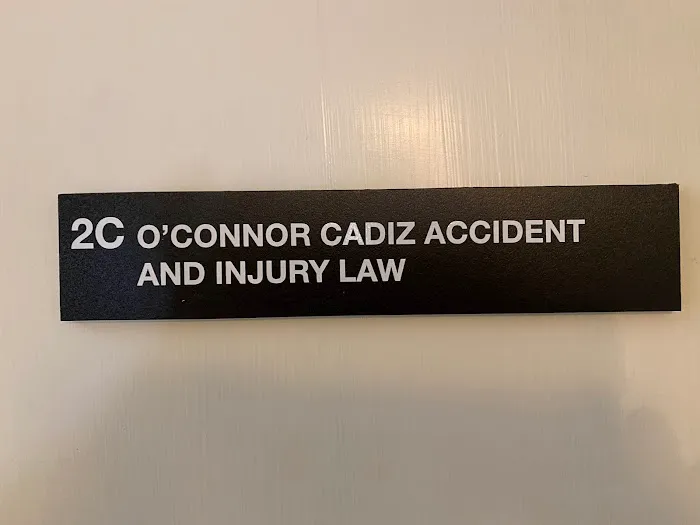 2C O'CONNOR CADIZ ACCIDENT
AND INJURY LAW